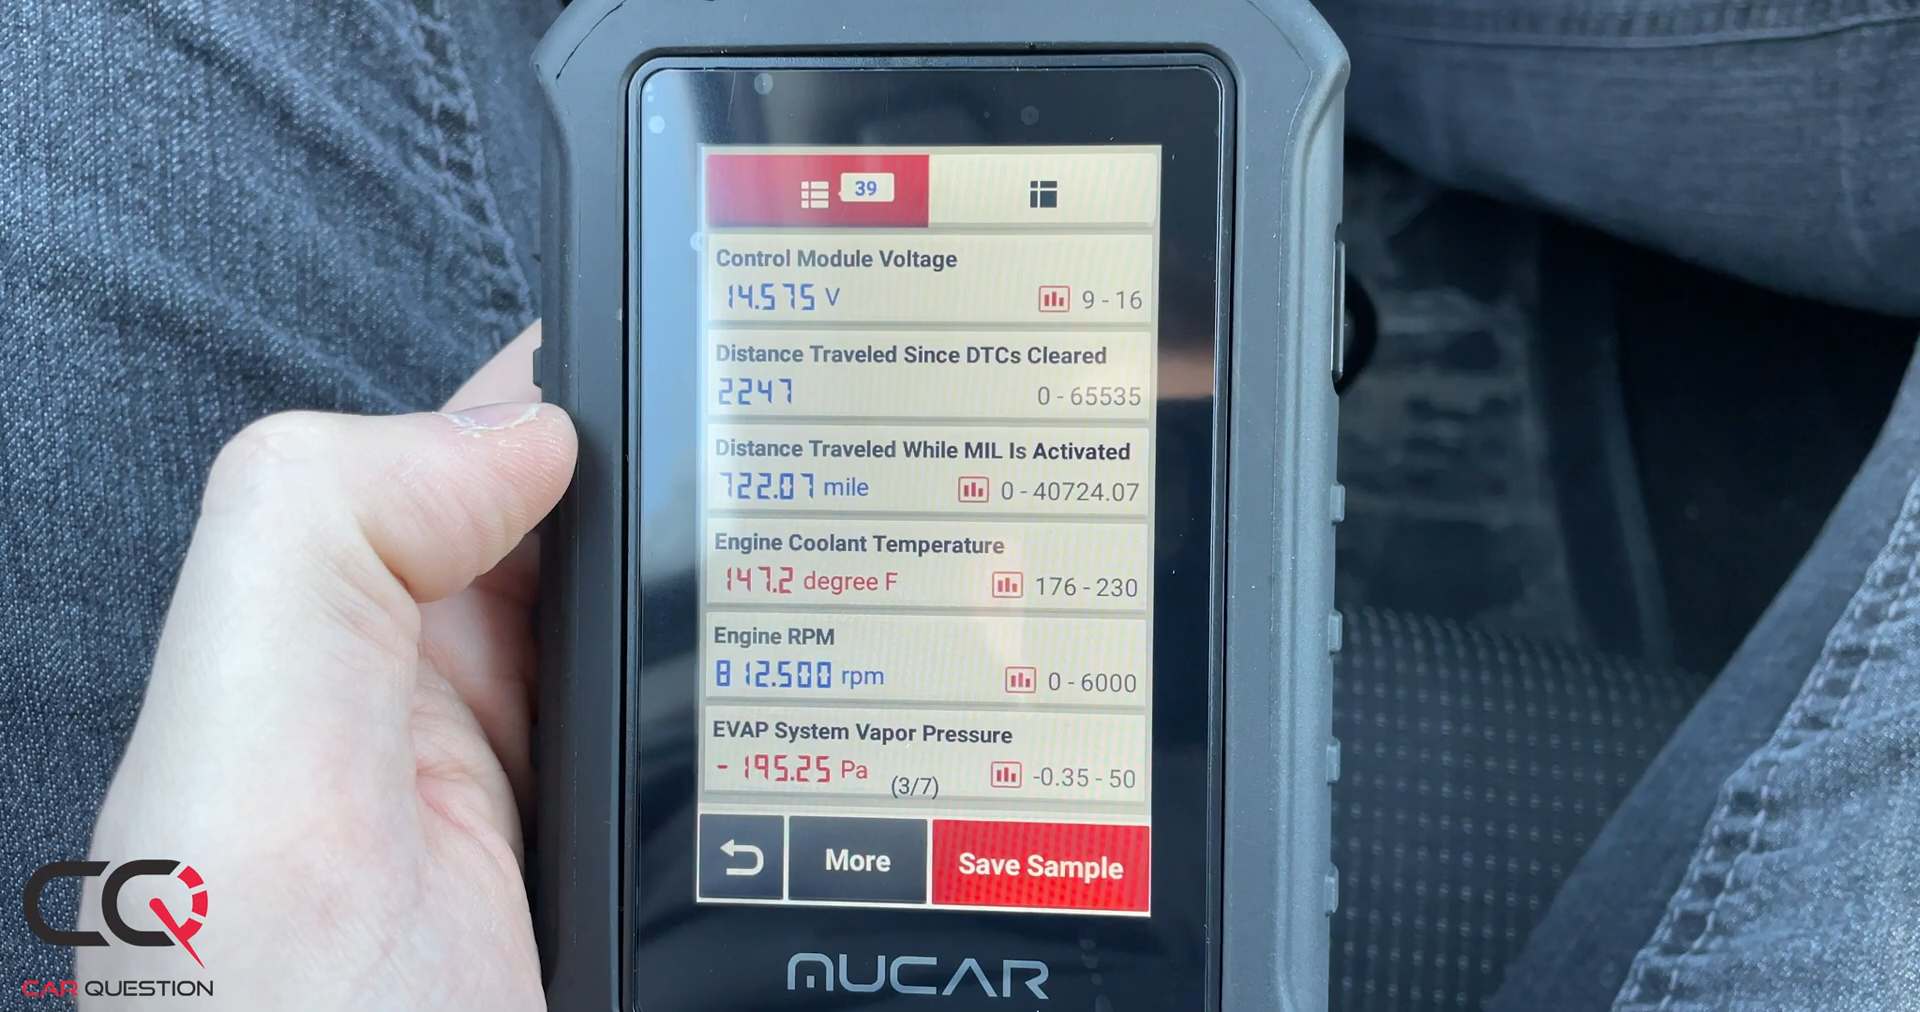 39
Control Module Voltage
14.575 V 9 - 16
Distance Traveled Since DTCs Cleared
2247 0 - 65535
Distance Traveled While MIL Is Activated
722.07 mile 0 - 40724.07
Engine Coolant Temperature
147.2 degree F 176 - 230
Engine RPM
812.500 rpm 0 - 6000
EVAP System Vapor Pressure
- 195.25 Pa (3/7) -0.35 - 50
More Save Sample
MUCAR
CQ
CAR QUESTION